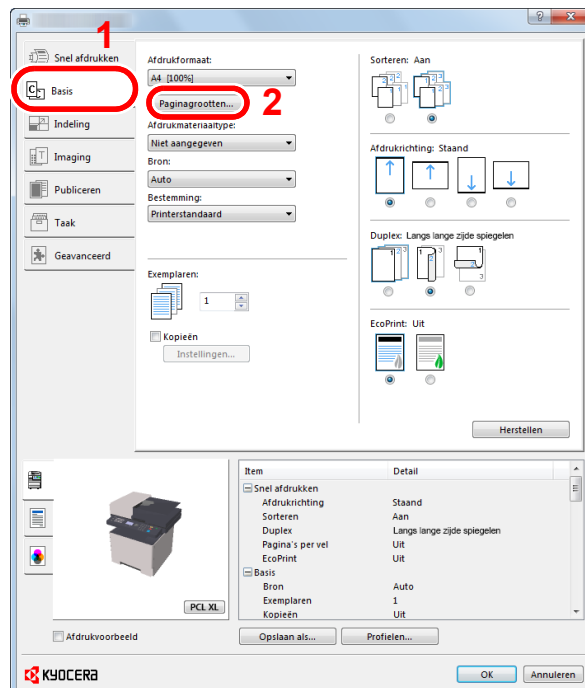 1
Snel afdrukken
Basis
Indeling
Imaging
Publiceren
Taak
Geavanceerd
Afdrukformaat:
A4 [100%]
Paginagrootten...
2
Afdrukmateriaaltype:
Niet aangegeven
Bron:
Auto
Bestemming:
Printerstandaard
Exemplaren:
1
Kopieën
Instellingen...
Sorteren: Aan
Afdrukrichting: Staand
Duplex: Langs lange zijde spiegelen
EcoPrint: Uit
Herstellen
PCL XL
Afdrukvoorbeeld
Item Detail
Snel afdrukken
Afdrukrichting Staand
Sorteren Aan
Duplex Langs lange zijde spiegelen
Pagina's per vel Uit
EcoPrint Uit
Basis
Bron Auto
Exemplaren 1
Kopieën Uit
Opslaan als... Profielen...
KYOCERA
OK Annuleren